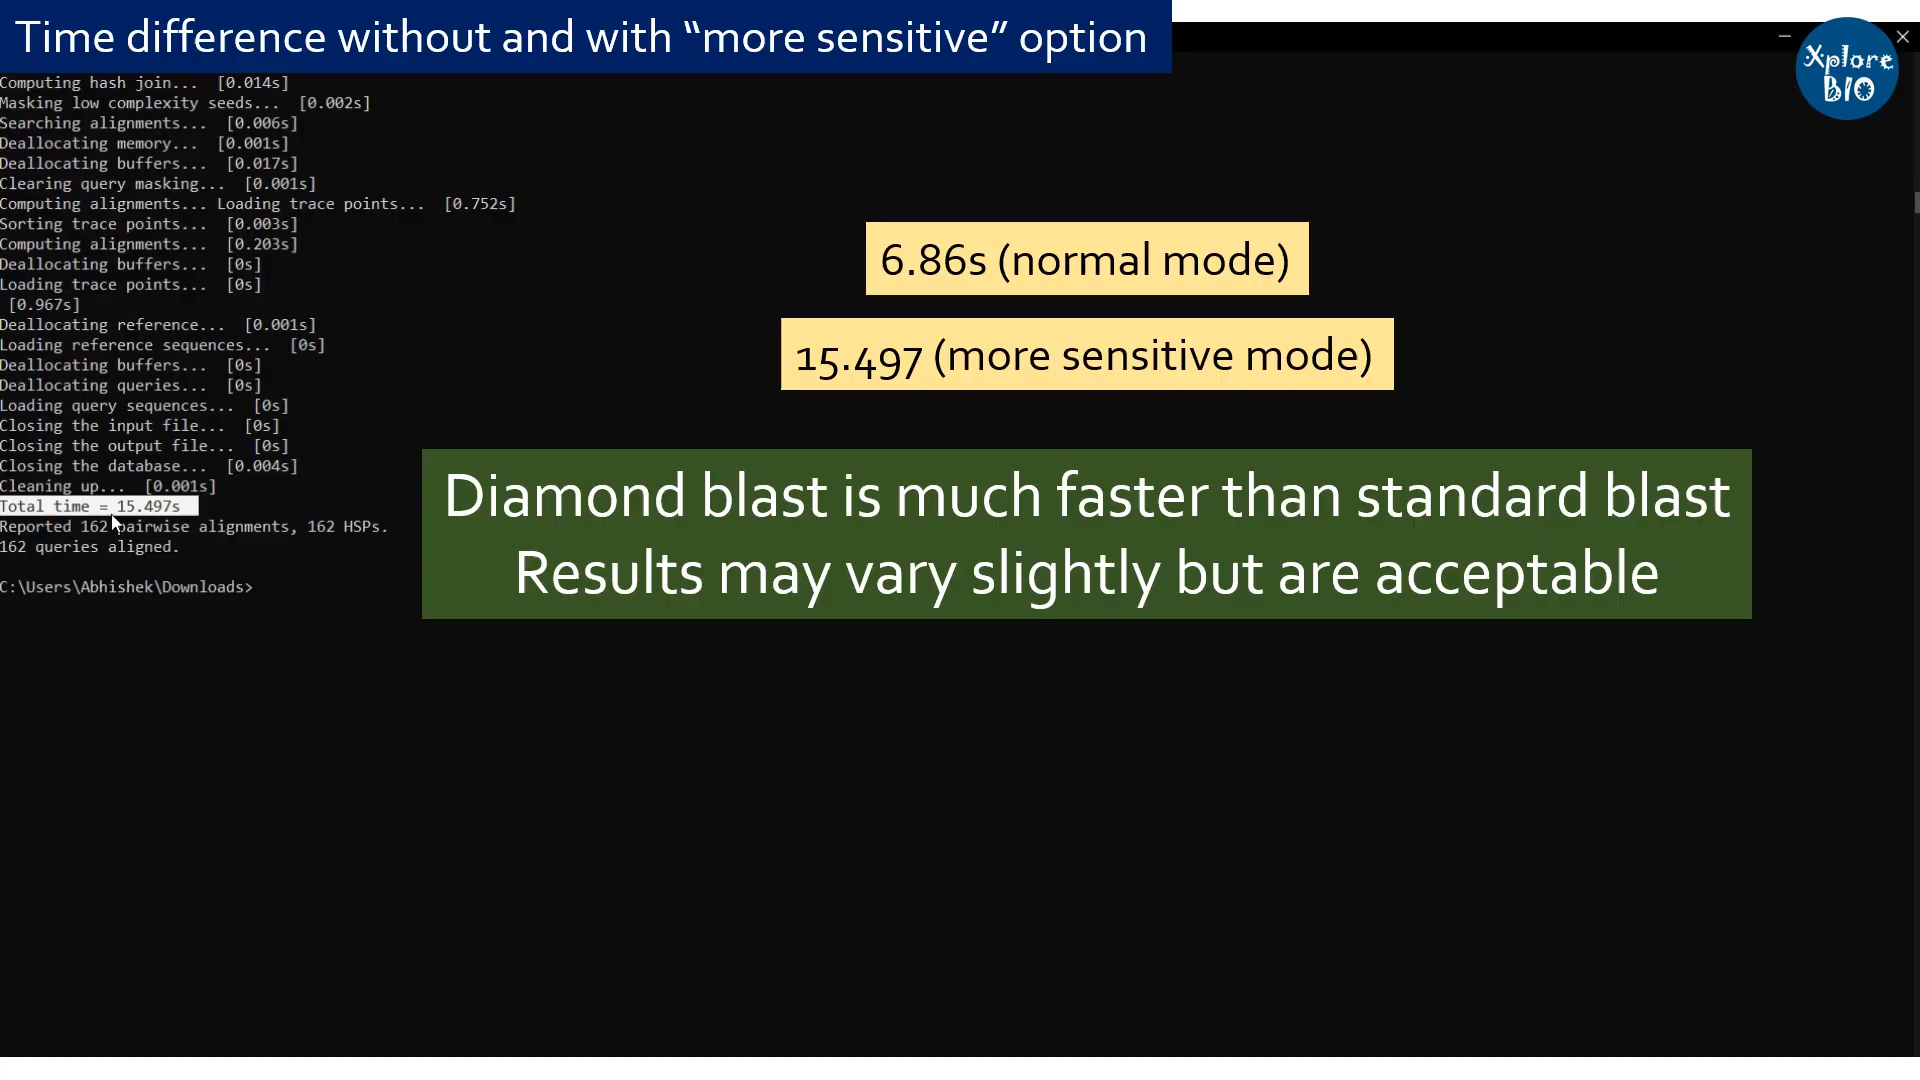 Time difference without and with “more sensitive” option
Xplore
BIO
Computing hash join...  [0.014s]
Masking low complexity seeds...  [0.002s]
Searching alignments...  [0.006s]
Deallocating memory...  [0.001s]
Deallocating buffers...  [0.017s]
Clearing query masking...  [0.001s]
Computing alignments... Loading trace points...  [0.752s]
Sorting trace points...  [0.003s]
Computing alignments...  [0.203s]
Deallocating buffers...  [0s]
Loading trace points...  [0s]
[0.967s]
Deallocating reference...  [0.001s]
Loading reference sequences...  [0s]
Deallocating buffers...  [0s]
Deallocating queries...  [0s]
Loading query sequences...  [0s]
Closing the input file...  [0s]
Closing the output file...  [0s]
Closing the database...  [0.004s]
Cleaning up...  [0.001s]
Total time = 15.497s
Reported 162 pairwise alignments, 162 HSPs.
162 queries aligned.
C:\Users\Abhishek\Downloads>
6.86s (normal mode)
15.497 (more sensitive mode)
Diamond blast is much faster than standard blast
Results may vary slightly but are acceptable